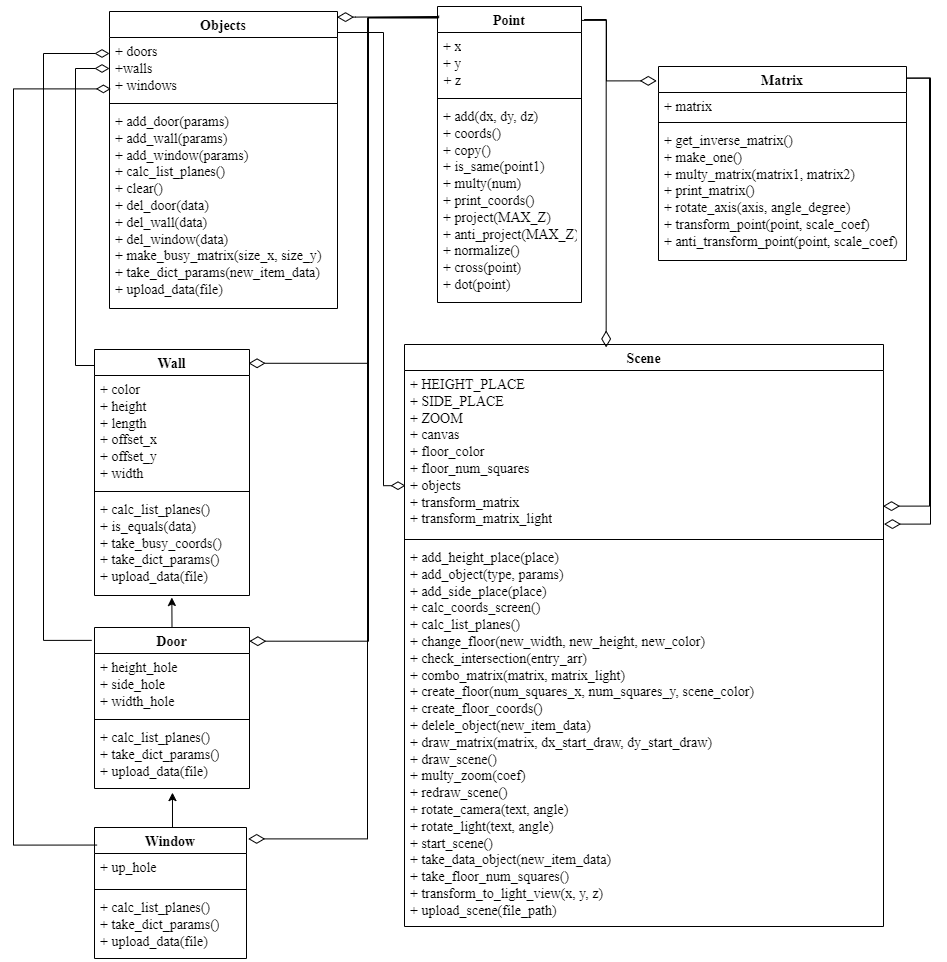 Objects
+ doors
+walls
+ windows
+ add_door(params)
+ add_wall(params)
+ add_window(params)
+ calc_list_planes()
+ clear()
+ del_door(data)
+ del_wall(data)
+ del_window(data)
+ make_busy_matrix(size_x, size_y)
+ take_dict_params(new_item_data)
+ upload_data(file)
Point
+ x
+ y
+ z
+ add(dx, dy, dz)
+ coords()
+ copy()
+ is_same(point1)
+ multy(num)
+ print_coords()
+ project(MAX_Z)
+ anti_project(MAX_Z)
+ normalize()
+ cross(point)
+ dot(point)
Matrix
+ matrix
+ get_inverse_matrix()
+ make_one()
+ multy_matrix(matrix1, matrix2)
+ print_matrix()
+ rotate_axis(axis, angle_degree)
+ transform_point(point, scale_coef)
+ anti_transform_point(point, scale_coef)
Wall
+ color
+ height
+ length
+ offset_x
+ offset_y
+ width
+ calc_list_planes()
+ is_equals(data)
+ take_busy_coords()
+ take_dict_params()
+ upload_data(file)
Door
+ height_hole
+ side_hole
+ width_hole
+ calc_list_planes()
+ take_dict_params()
+ upload_data(file)
Window
+ up_hole
+ calc_list_planes()
+ take_dict_params()
+ upload_data(file)
Scene
+ HEIGHT_PLACE
+ SIDE_PLACE
+ ZOOM
+ canvas
+ floor_color
+ floor_num_squares
+ objects
+ transform_matrix
+ transform_matrix_light
+ add_height_place(place)
+ add_object(type, params)
+ add_side_place(place)
+ calc_coords_screen()
+ calc_list_planes()
+ change_floor(new_width, new_height, new_color)
+ check_intersection(entry_arr)
+ combo_matrix(matrix, matrix_light)
+ create_floor(num_squares_x, num_squares_y, scene_color)
+ create_floor_coords()
+ delele_object(new_item_data)
+ draw_matrix(matrix, dx_start_draw, dy_start_draw)
+ draw_scene()
+ multy_zoom(coef)
+ redraw_scene()
+ rotate_camera(text, angle)
+ rotate_light(text, angle)
+ start_scene()
+ take_data_object(new_item_data)
+ take_floor_num_squares()
+ transform_to_light_view(x, y, z)
+ upload_scene(file_path)